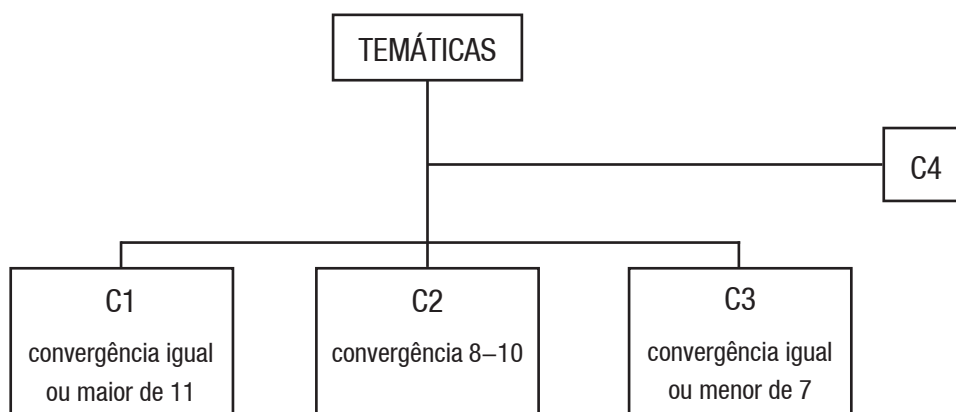 TEMÁTICAS
C4
C1
convergência igual
ou maior de 11
C2
convergência 8–10
C3
convergência igual
ou menor de 7